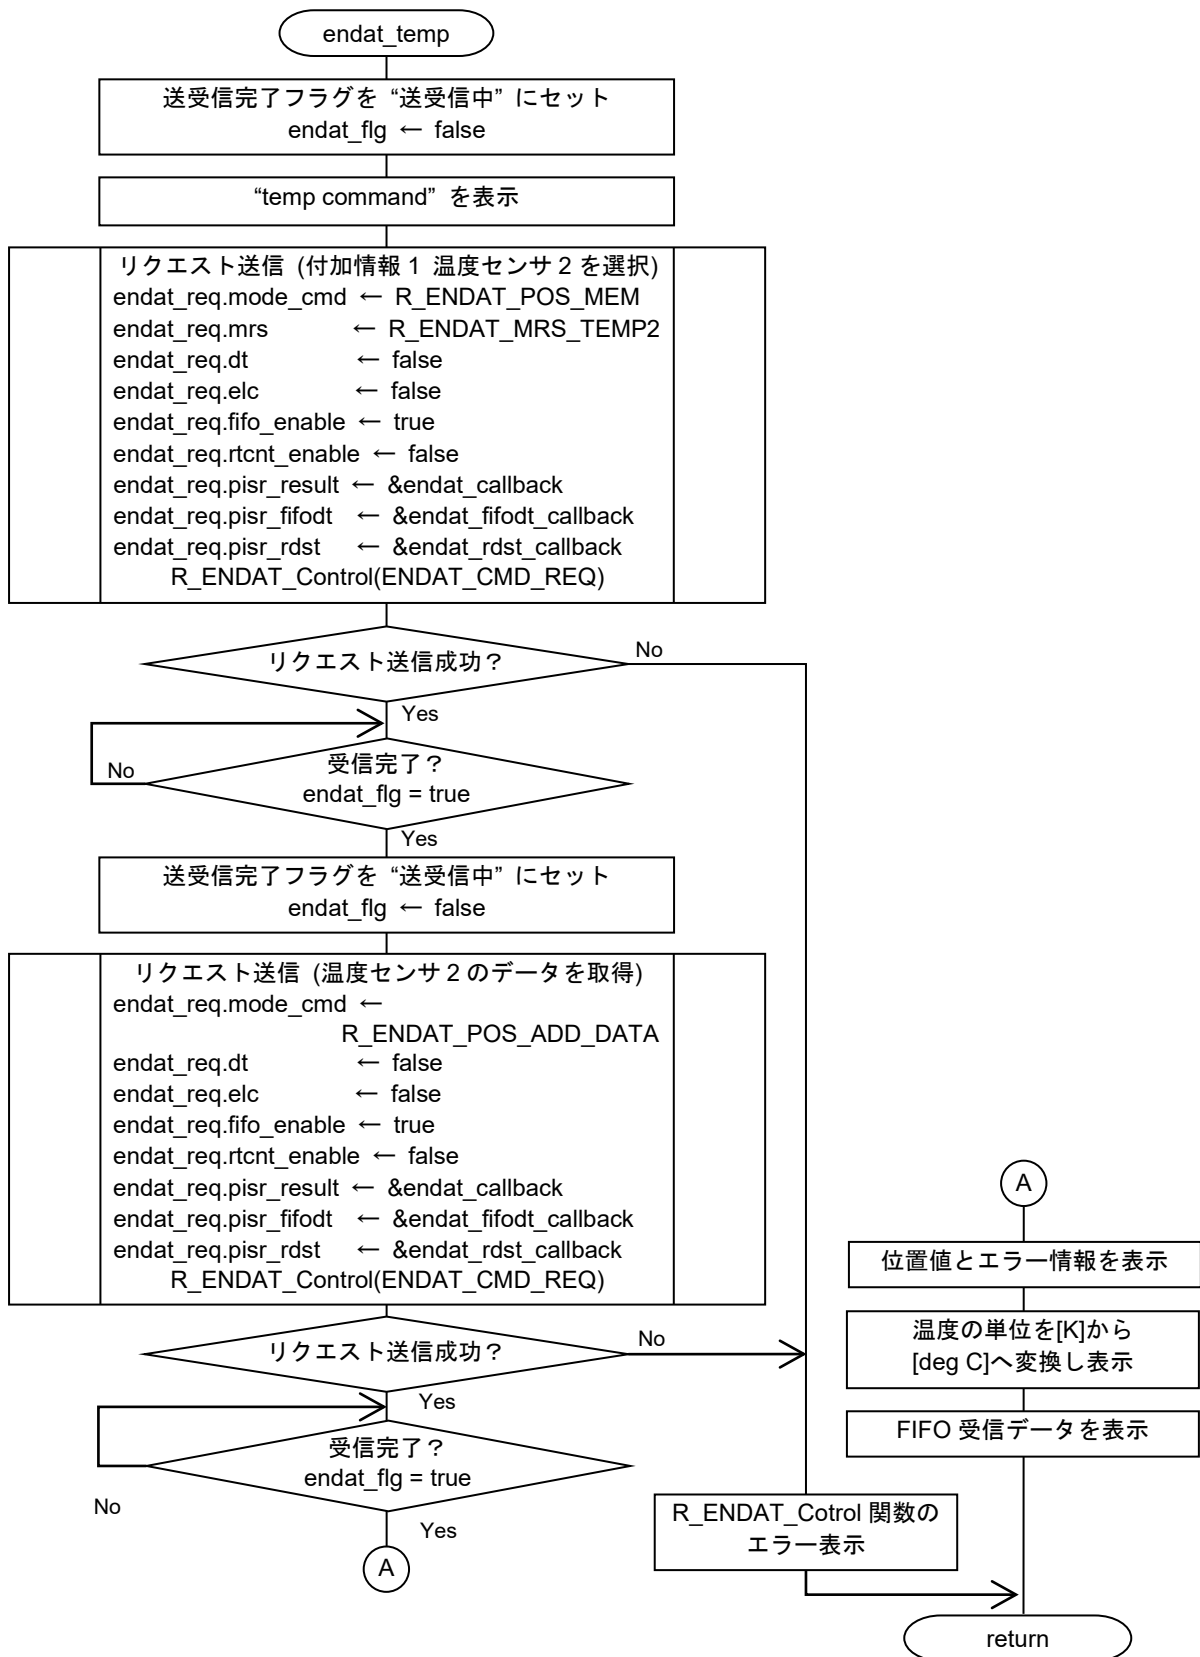 endat_temp
送受信完了フラグを “送受信中” にセット
endat_flg ← false
“temp command” を表示
リクエスト送信 (付加情報 1 温度センサ 2 を選択)
endat_req.mode_cmd ← R_ENDAT_POS_MEM
endat_req.mrs ← R_ENDAT_MRS_TEMP2
endat_req.dt ← false
endat_req.elc ← false
endat_req.fifo_enable ← true
endat_req.rtcnt_enable ← false
endat_req.pisr_result ← &endat_callback
endat_req.pisr_fifodt ← &endat_fifodt_callback
endat_req.pisr_rdst ← &endat_rdst_callback
R_ENDAT_Control(ENDAT_CMD_REQ)
リクエスト送信成功？
No
Yes
受信完了？
endat_flg = true
No
Yes
送受信完了フラグを “送受信中” にセット
endat_flg ← false
リクエスト送信 (温度センサ 2 のデータを取得)
endat_req.mode_cmd ←
R_ENDAT_POS_ADD_DATA
endat_req.dt ← false
endat_req.elc ← false
endat_req.fifo_enable ← true
endat_req.rtcnt_enable ← false
endat_req.pisr_result ← &endat_callback
endat_req.pisr_fifodt ← &endat_fifodt_callback
endat_req.pisr_rdst ← &endat_rdst_callback
R_ENDAT_Control(ENDAT_CMD_REQ)
リクエスト送信成功？
No
Yes
受信完了？
endat_flg = true
No
Yes
A
R_ENDAT_Cotrol 関数の
エラー表示
A
位置値とエラー情報を表示
温度の単位を[K]から
[deg C]へ変換し表示
FIFO 受信データを表示
return